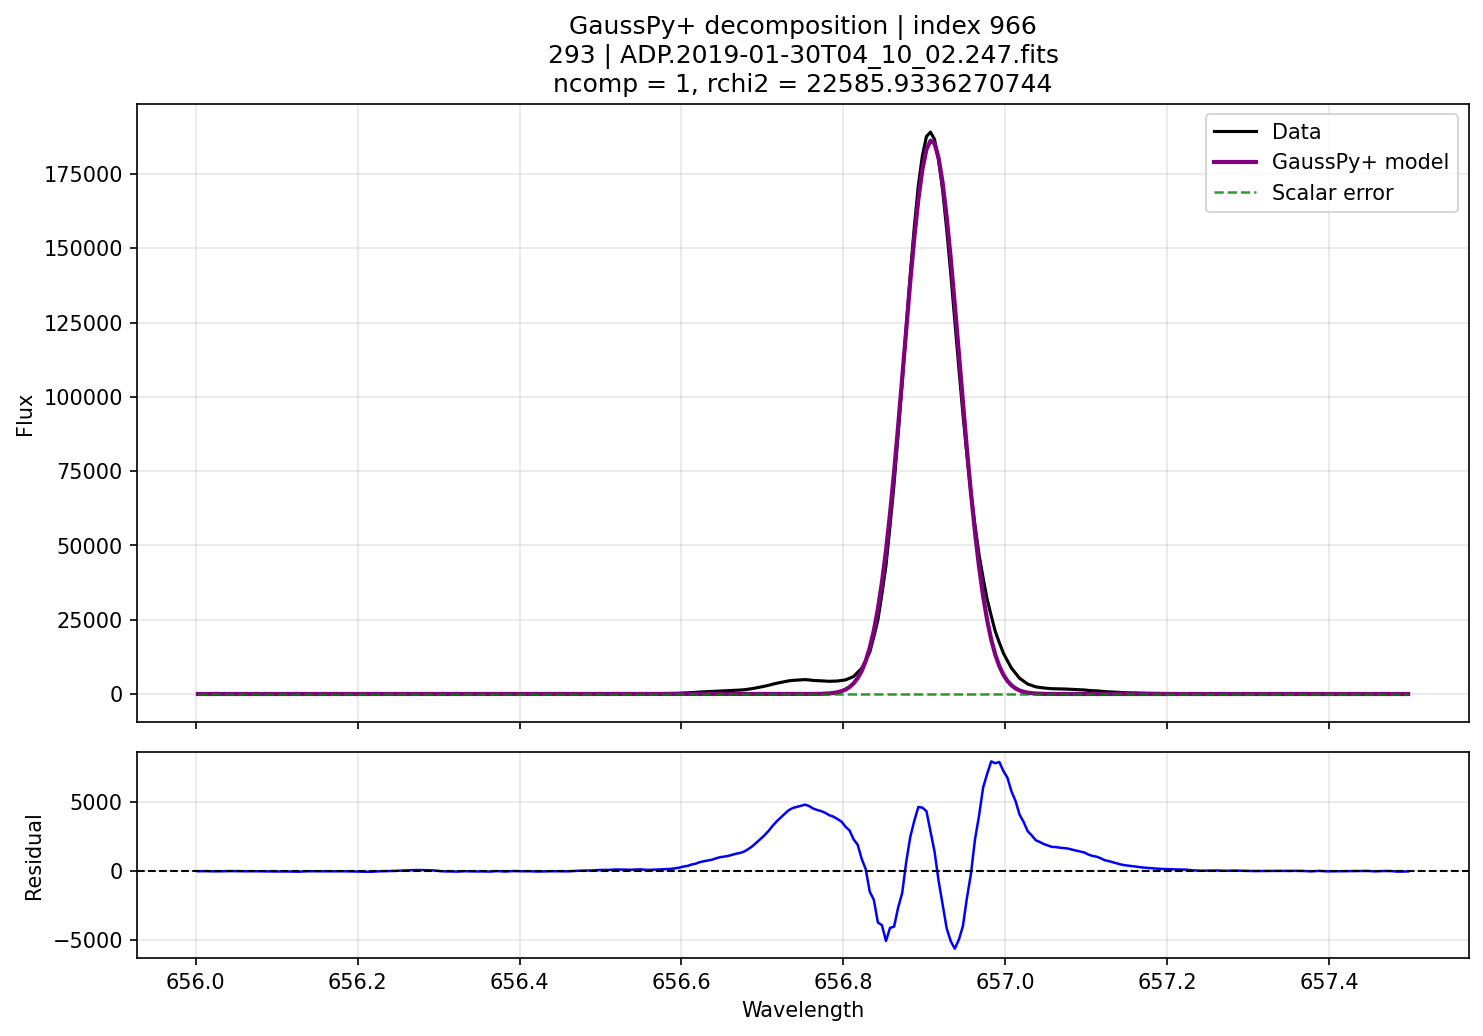 GaussPy+ decomposition | index 966
293 | ADP.2019-01-30T04_10_02.247.fits
ncomp = 1, rchi2 = 22585.9336270744
Data
GaussPy+ model
Scalar error
175000
150000
125000
100000
75000
50000
25000
0
Flux
5000
0
−5000
Residual
656.0 656.2 656.4 656.6 656.8 657.0 657.2 657.4
Wavelength